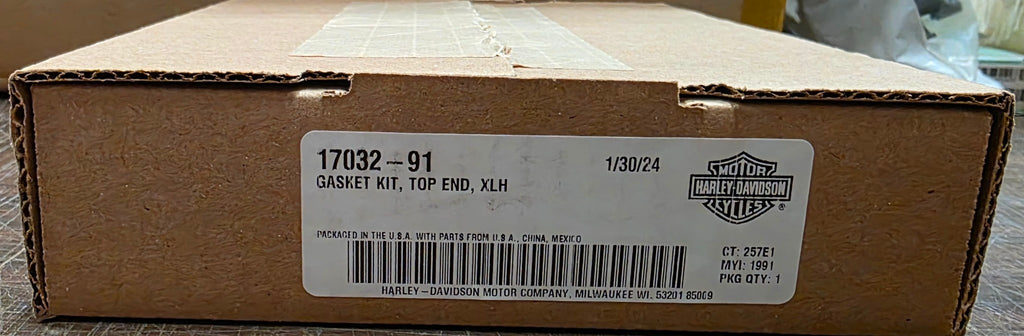 17032-91
1/30/24
GASKET KIT, TOP END, XLH
MOTOR
HARLEY-DAVIDSON
CYCLES
®
PACKAGED IN THE U.S.A. WITH PARTS FROM U.S.A., CHINA, MEXICO
CT: 257E1
MYI: 1991
PKG QTY: 1
HARLEY-DAVIDSON MOTOR COMPANY, MILWAUKEE WI. 53201 85009